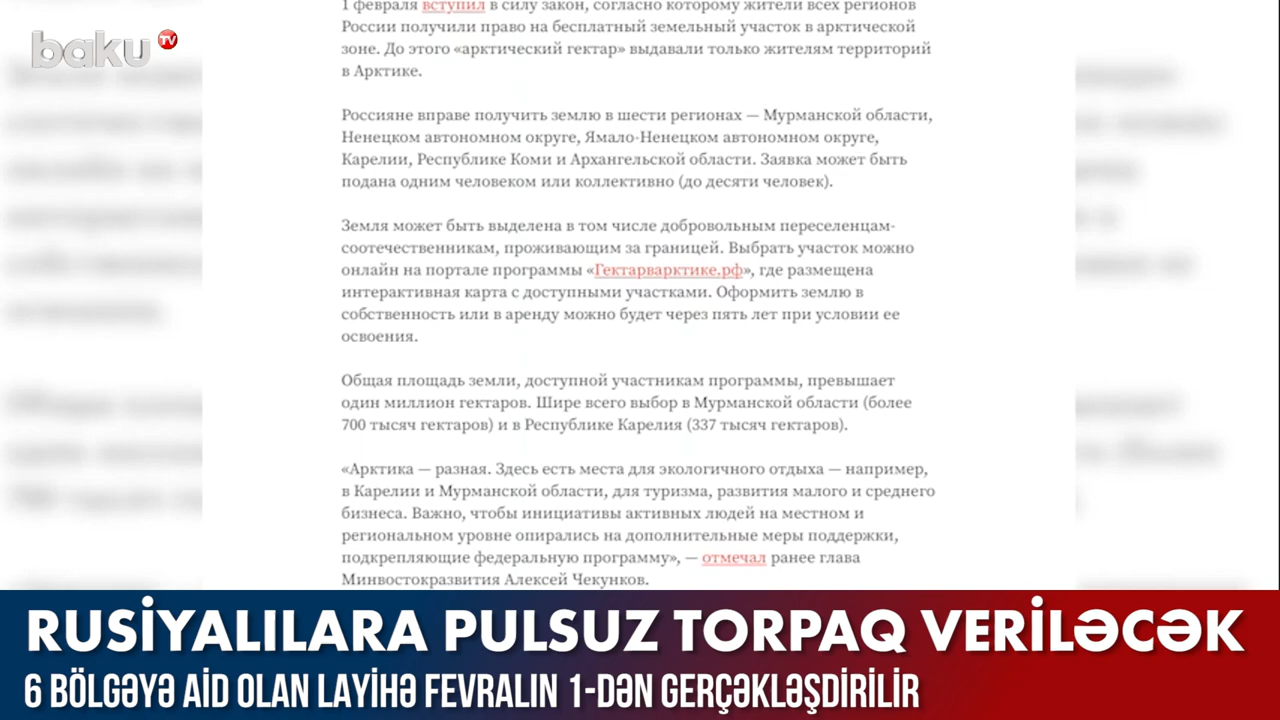 baku TV
1 февраля вступил в силу закон, согласно которому жители всех регионов
России получили право на бесплатный земельный участок в арктической
зоне. До этого «арктический гектар» выдавали только жителям территорий
в Арктике.
Россияне вправе получить землю в шести регионах — Мурманской области,
Ненецком автономном округе, Ямало-Ненецком автономном округе,
Карелии, Республике Коми и Архангельской области. Заявка может быть
подана одним человеком или коллективно (до десяти человек).
Земля может быть выделена в том числе добровольным переселенцам-
соотечественникам, проживающим за границей. Выбрать участок можно
онлайн на портале программы «Гектарварктике.рф», где размещена
интерактивная карта с доступными участками. Оформить землю в
собственность или в аренду можно будет через пять лет при условии ее
освоения.
Общая площадь земли, доступной участникам программы, превышает
один миллион гектаров. Шире всего выбор в Мурманской области (более
700 тысяч гектаров) и в Республике Карелия (337 тысяч гектаров).
«Арктика — разная. Здесь есть места для экологичного отдыха — например,
в Карелии и Мурманской области, для туризма, развития малого и среднего
бизнеса. Важно, чтобы инициативы активных людей на местном и
региональном уровне опирались на дополнительные меры поддержки,
подкрепляющие федеральную программу», — отмечал ранее глава
Минвостокразвития Алексей Чекунков.
RUSİYALILARA PULSUZ TORPAQ VERİLƏCƏK
6 BÖLGƏYƏ AİD OLAN LAYİHƏ FEVRALIN 1-DƏN GERÇƏKLƏŞDİRİLİR